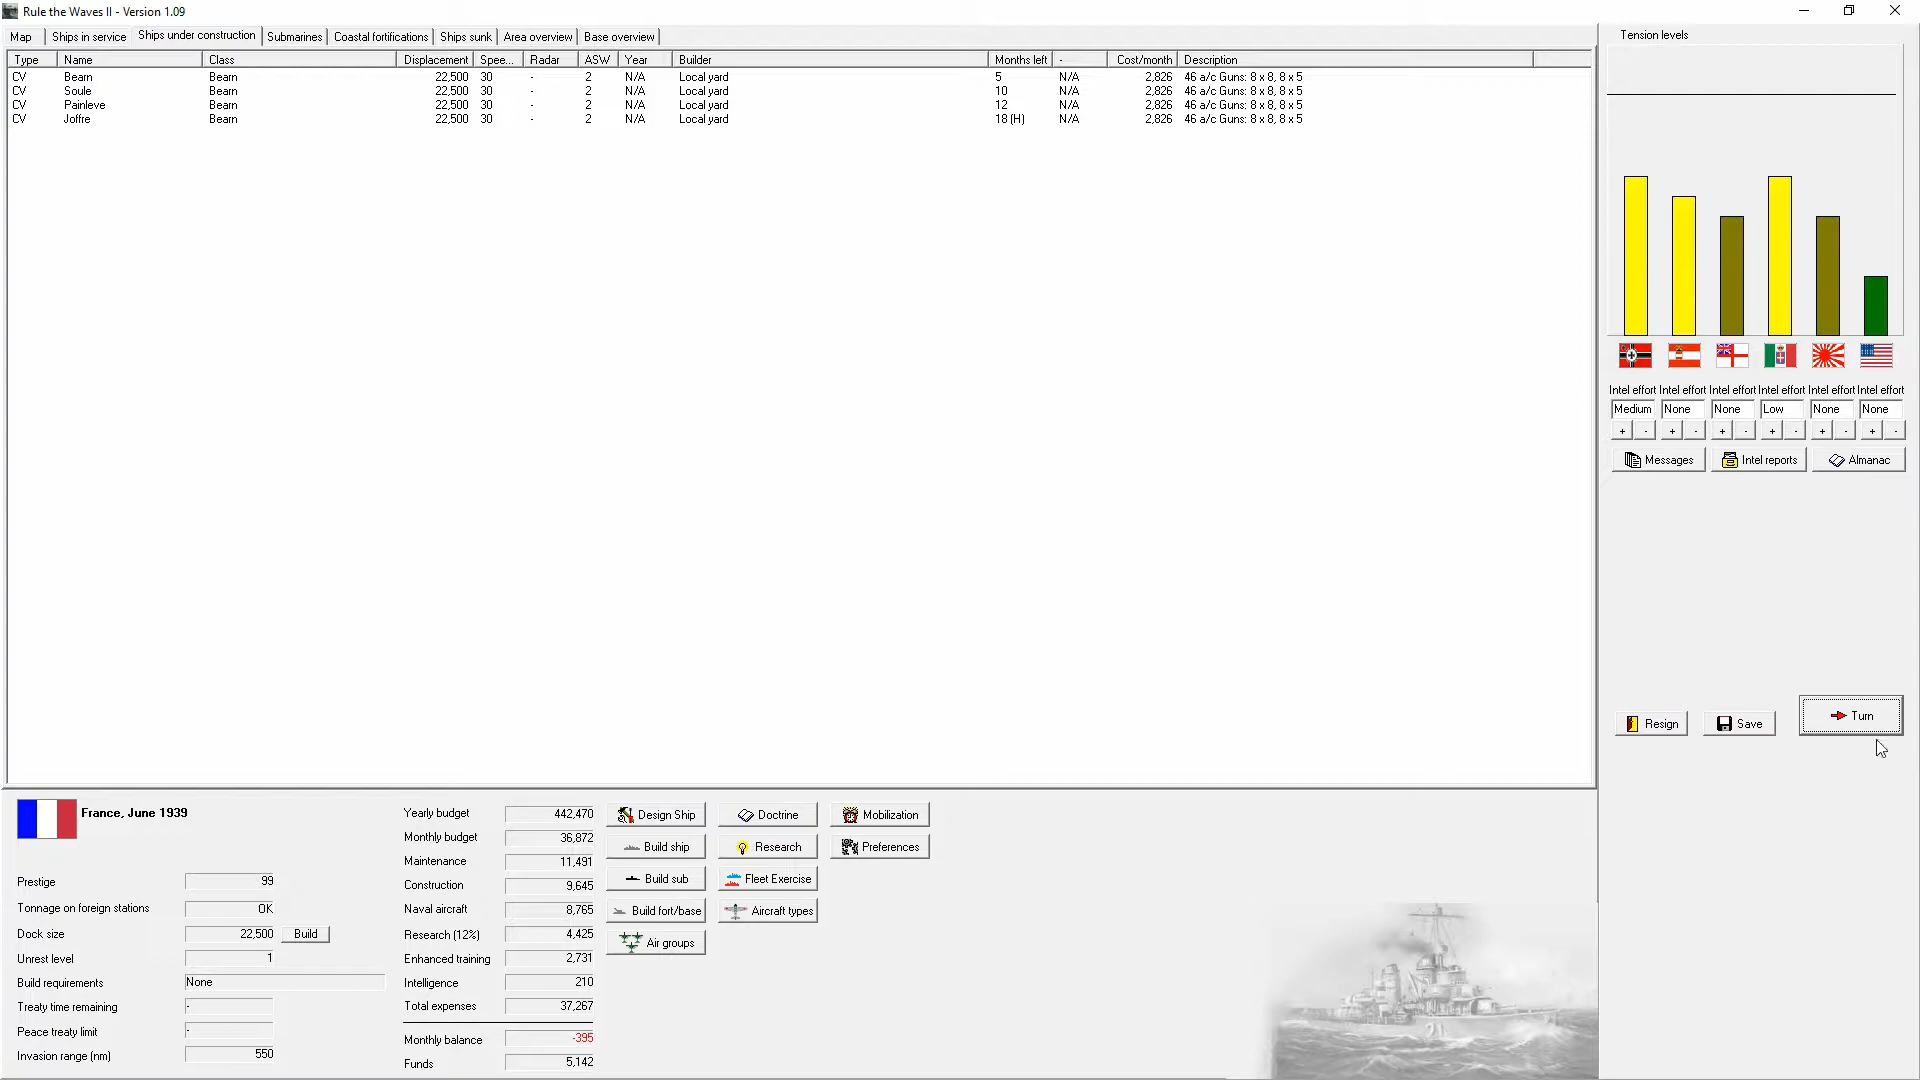 Rule the Waves II - Version 1.09
Map Ships in service Ships under construction Submarines Coastal fortifications Ships sunk Area overview Base overview
Type Name Class Displacement Spee... Radar ASW Year Builder Months left - Cost/month Description
CV Bearn Bearn 22,500 30 - 2 N/A Local yard 5 N/A 2,826 46 a/c Guns: 8 x 8, 8 x 5
CV Soule Bearn 22,500 30 - 2 N/A Local yard 10 N/A 2,826 46 a/c Guns: 8 x 8, 8 x 5
CV Painleve Bearn 22,500 30 - 2 N/A Local yard 12 N/A 2,826 46 a/c Guns: 8 x 8, 8 x 5
CV Joffre Bearn 22,500 30 - 2 N/A Local yard 18 (H) N/A 2,826 46 a/c Guns: 8 x 8, 8 x 5
Tension levels
Intel effort Intel effort Intel effort Intel effort Intel effort Intel effort
Medium None None Low None None
+ - + - + - + - + - + -
Messages Intel reports Almanac
Resign Save Turn
France, June 1939
Prestige 99
Tonnage on foreign stations OK
Dock size 22,500 Build
Unrest level 1
Build requirements None
Treaty time remaining -
Peace treaty limit -
Invasion range (nm) 550
Yearly budget 442,470
Monthly budget 36,872
Maintenance 11,491
Construction 9,645
Naval aircraft 8,765
Research (12%) 4,425
Enhanced training 2,731
Intelligence 210
Total expenses 37,267
Monthly balance -395
Funds 5,142
Design Ship Doctrine Mobilization
Build ship Research Preferences
Build sub Fleet Exercise
Build fort/base Aircraft types
Air groups